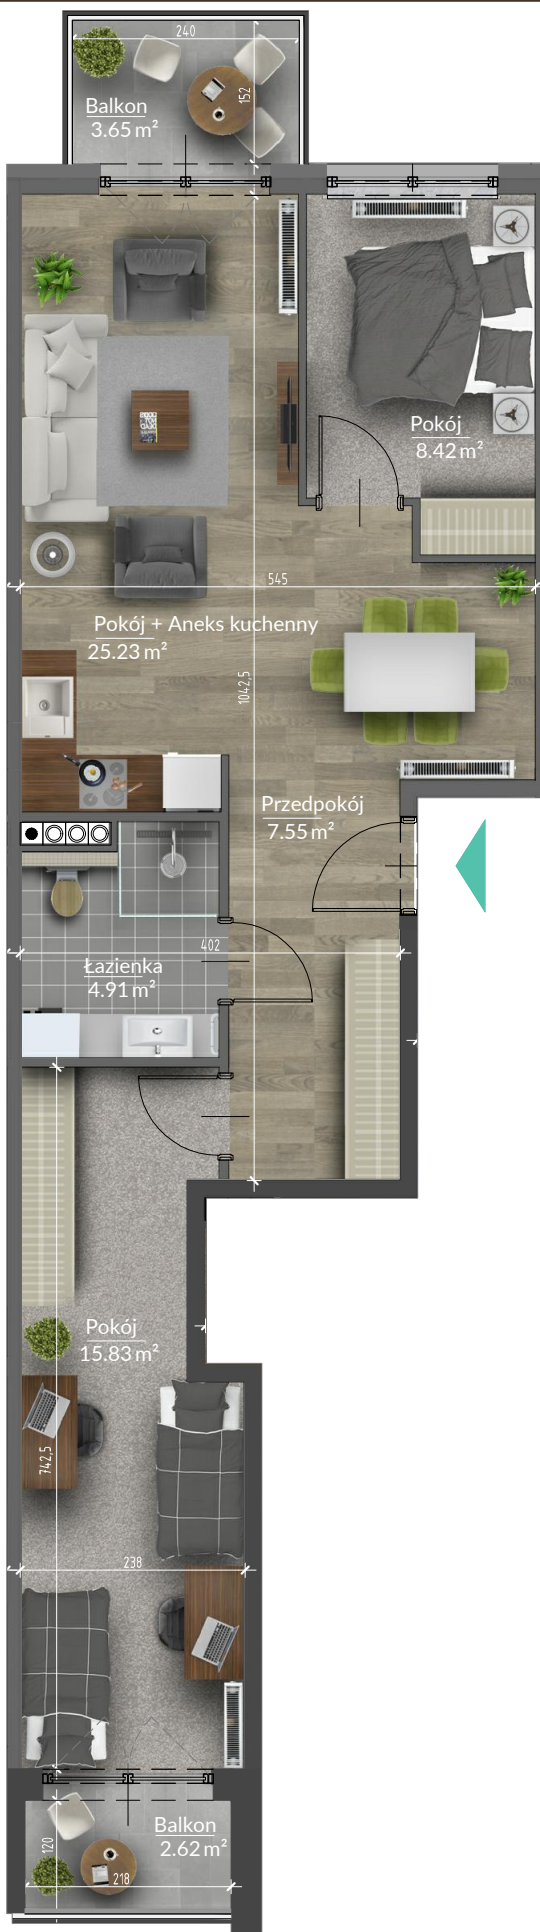 240
152
Balkon
3.65 m²
Pokój
8.42 m²
545
Pokój + Aneks kuchenny
25.23 m²
1042,5
Przedpokój
7.55 m²
402
Łazienka
4.91 m²
Pokój
15.83 m²
742,5
238
Balkon
2.62 m²
120
218